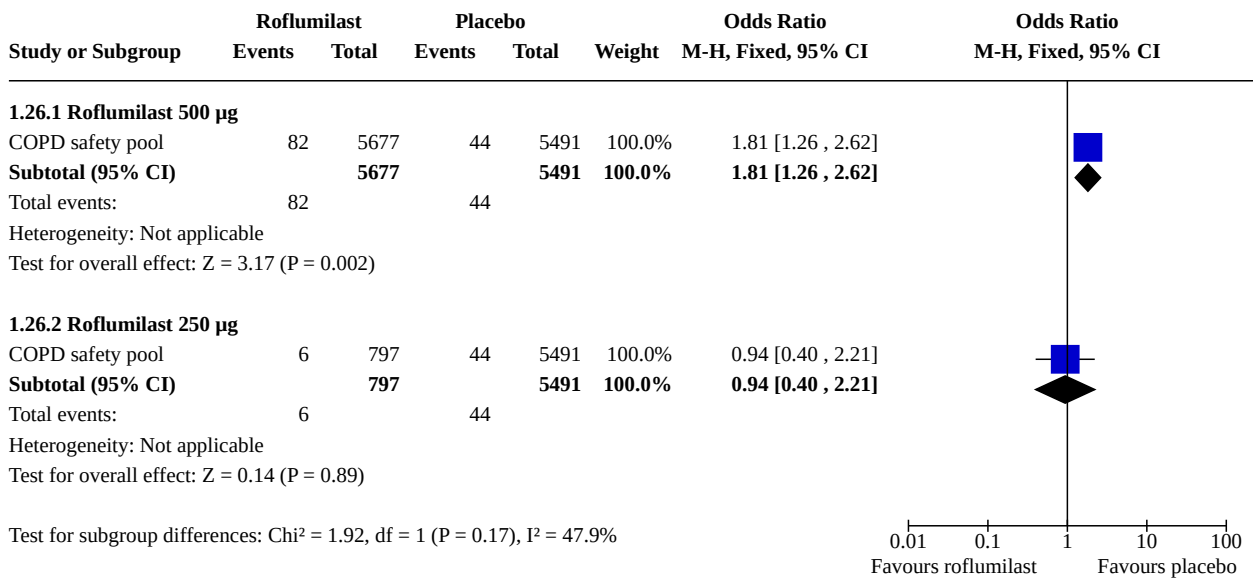 Roflumilast Placebo Odds Ratio Odds Ratio
Study or Subgroup Events Total Events Total Weight M-H, Fixed, 95% CI M-H, Fixed, 95% CI
1.26.1 Roflumilast 500 µg
COPD safety pool 82 5677 44 5491 100.0% 1.81 [1.26 , 2.62]
Subtotal (95% CI) 5677 5491 100.0% 1.81 [1.26 , 2.62]
Total events: 82 44
Heterogeneity: Not applicable
Test for overall effect: Z = 3.17 (P = 0.002)
1.26.2 Roflumilast 250 µg
COPD safety pool 6 797 44 5491 100.0% 0.94 [0.40 , 2.21]
Subtotal (95% CI) 797 5491 100.0% 0.94 [0.40 , 2.21]
Total events: 6 44
Heterogeneity: Not applicable
Test for overall effect: Z = 0.14 (P = 0.89)
Test for subgroup differences: Chi² = 1.92, df = 1 (P = 0.17), I² = 47.9%
0.01 0.1 1 10 100
Favours roflumilast Favours placebo